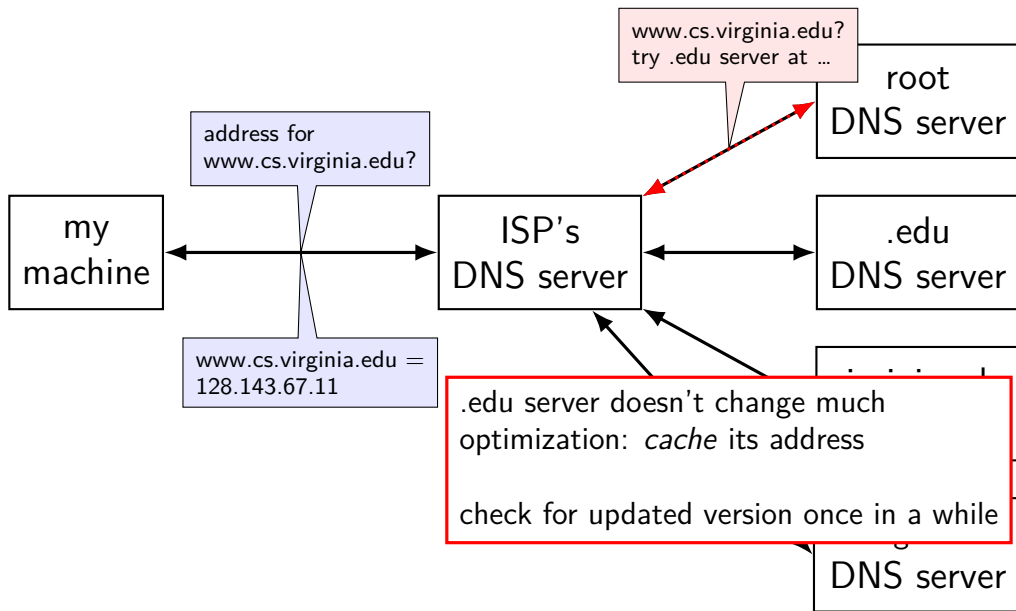 www.cs.virginia.edu?
try .edu server at ...
root
DNS server
address for
www.cs.virginia.edu?
my
machine
ISP's
DNS server
.edu
DNS server
www.cs.virginia.edu =
128.143.67.11
.edu server doesn't change much
optimization: cache its address
check for updated version once in a while
DNS server